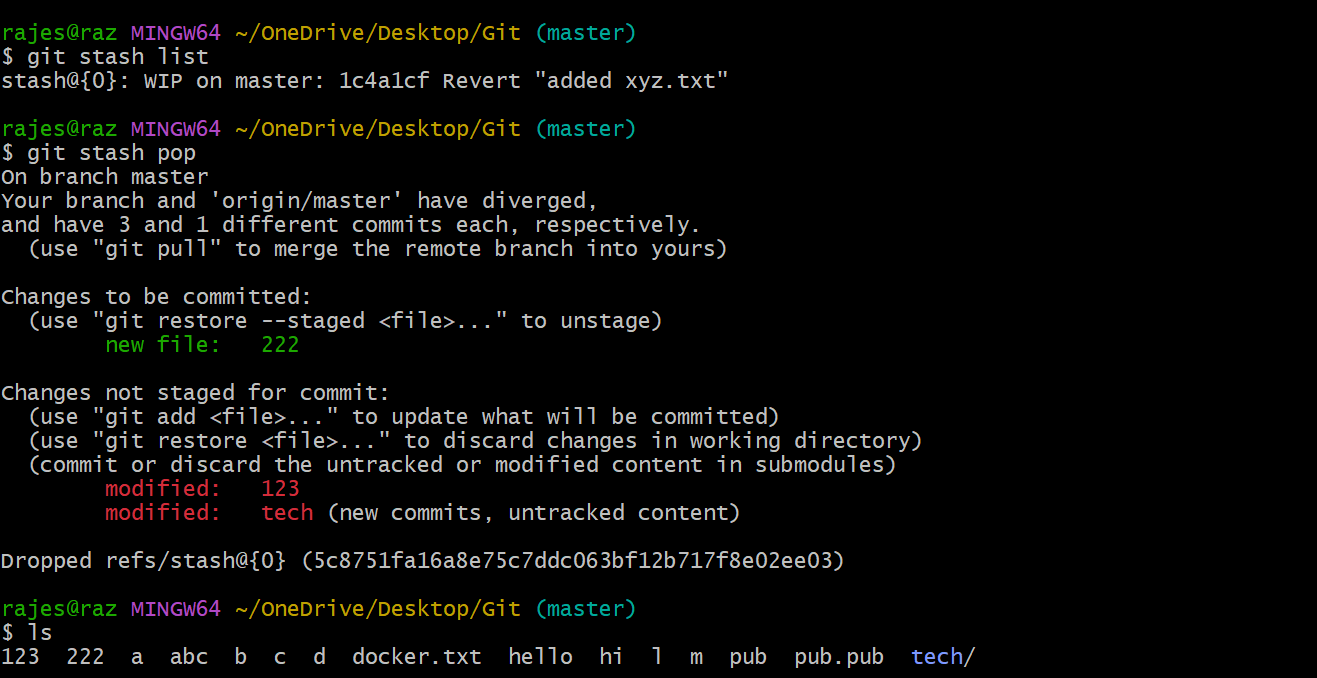 rajes@raz MINGW64 ~/OneDrive/Desktop/Git (master)
$ git stash list
stash@{0}: WIP on master: 1c4a1cf Revert "added xyz.txt"
rajes@raz MINGW64 ~/OneDrive/Desktop/Git (master)
$ git stash pop
On branch master
Your branch and 'origin/master' have diverged,
and have 3 and 1 different commits each, respectively.
  (use "git pull" to merge the remote branch into yours)
Changes to be committed:
  (use "git restore --staged <file>..." to unstage)
        new file:   222
Changes not staged for commit:
  (use "git add <file>..." to update what will be committed)
  (use "git restore <file>..." to discard changes in working directory)
  (commit or discard the untracked or modified content in submodules)
        modified:   123
        modified:   tech (new commits, untracked content)
Dropped refs/stash@{0} (5c8751fa16a8e75c7ddc063bf12b717f8e02ee03)
rajes@raz MINGW64 ~/OneDrive/Desktop/Git (master)
$ ls
123  222  a  abc  b  c  d  docker.txt  hello  hi  l  m  pub  pub.pub  tech/